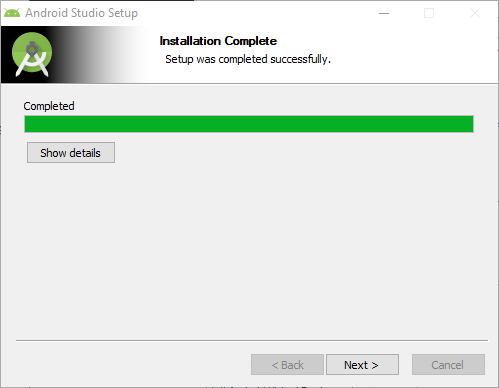 Android Studio Setup
Installation Complete
Setup was completed successfully.
Completed
Show details
< Back
Next >
Cancel